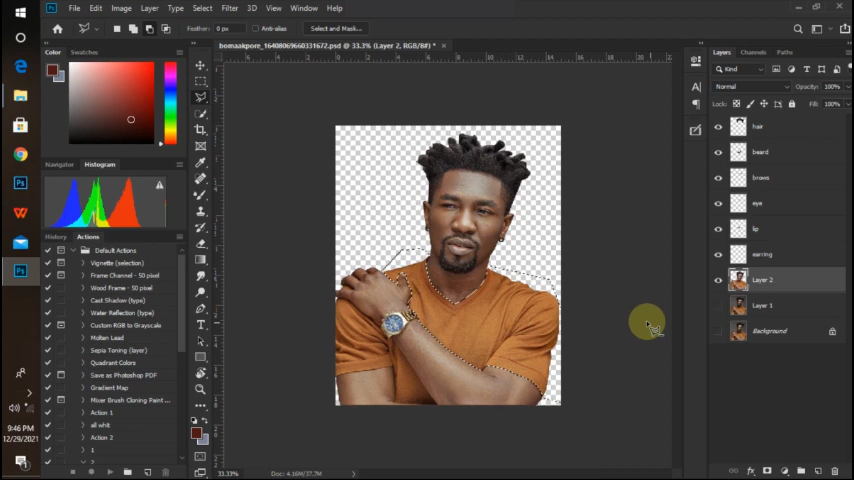 File Edit Image Layer Type Select Filter 3D View Window Help
Feather: 0 px Anti-alias Select and Mask...
Color Swatches
bomaakpore_16408069660331672.psd @ 33.3% (Layer 2, RGB/8#) *
Layers Channels Paths
Kind
Normal Opacity: 100%
Lock: Fill: 100%
hair
beard
brows
eye
lip
earring
Layer 2
Layer 1
Background
Navigator Histogram
History Actions
Default Actions
Vignette (selection)
Frame Channel - 50 pixel
Wood Frame - 50 pixel
Cast Shadow (type)
Water Reflection (type)
Custom RGB to Grayscale
Molten Lead
Sepia Toning (layer)
Quadrant Colors
Save as Photoshop PDF
Gradient Map
Mixer Brush Cloning Paint ...
Action 1
all whit
Action 2
1
2
9:46 PM
12/29/2021
33.33% Doc: 4.16M/37.7M